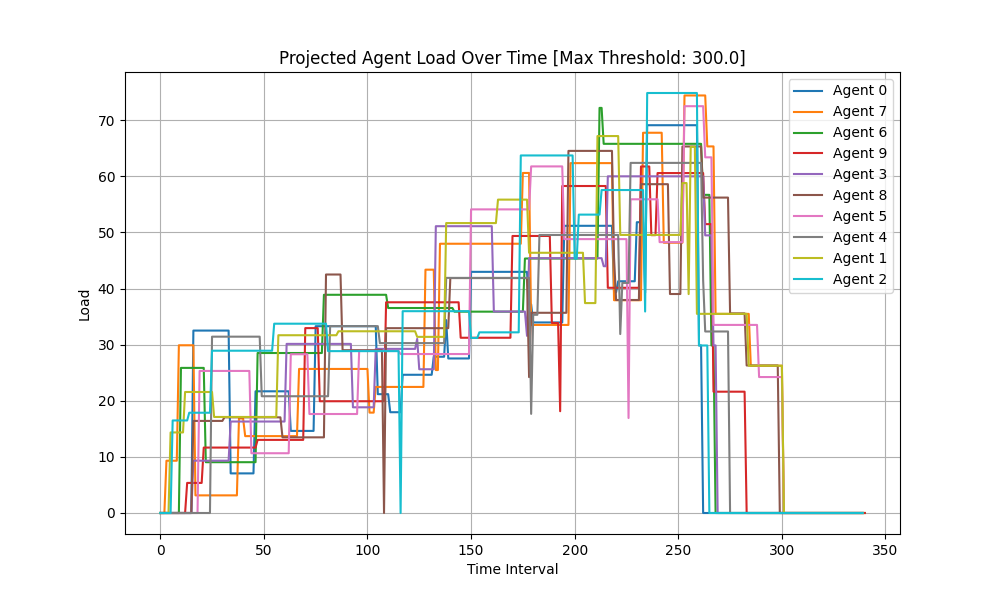 Projected Agent Load Over Time [Max Threshold: 300.0]
Load
70
60
50
40
30
20
10
0
0 50 100 150 200 250 300 350
Time Interval
Agent 0
Agent 7
Agent 6
Agent 9
Agent 3
Agent 8
Agent 5
Agent 4
Agent 1
Agent 2